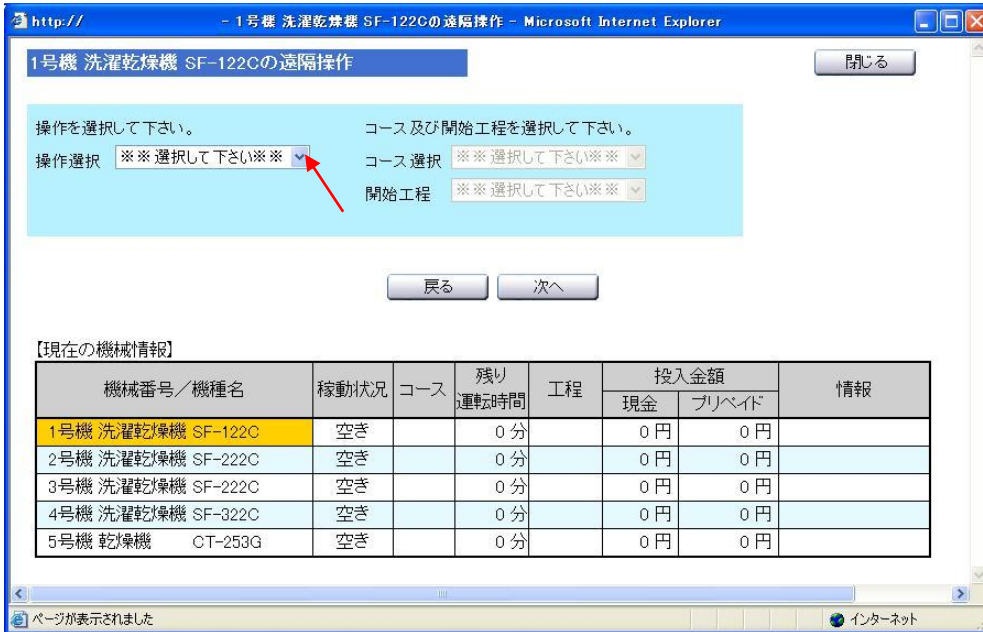 http:// - 1号機 洗濯乾燥機 SF-122Cの遠隔操作 - Microsoft Internet Explorer
1号機 洗濯乾燥機 SF-122Cの遠隔操作 閉じる
操作を選択して下さい。 コース及び開始工程を選択して下さい。
操作選択 ※※選択して下さい※※ コース選択 ※※選択して下さい※※
開始工程 ※※選択して下さい※※
戻る 次へ
【現在の機械情報】
機械番号／機種名 稼動状況 コース 残り運転時間 工程 投入金額 情報
現金 プリペイド
1号機 洗濯乾燥機 SF-122C 空き 0 分 0 円 0 円
2号機 洗濯乾燥機 SF-222C 空き 0 分 0 円 0 円
3号機 洗濯乾燥機 SF-222C 空き 0 分 0 円 0 円
4号機 洗濯乾燥機 SF-322C 空き 0 分 0 円 0 円
5号機 乾燥機 CT-253G 空き 0 分 0 円 0 円
ページが表示されました インターネット